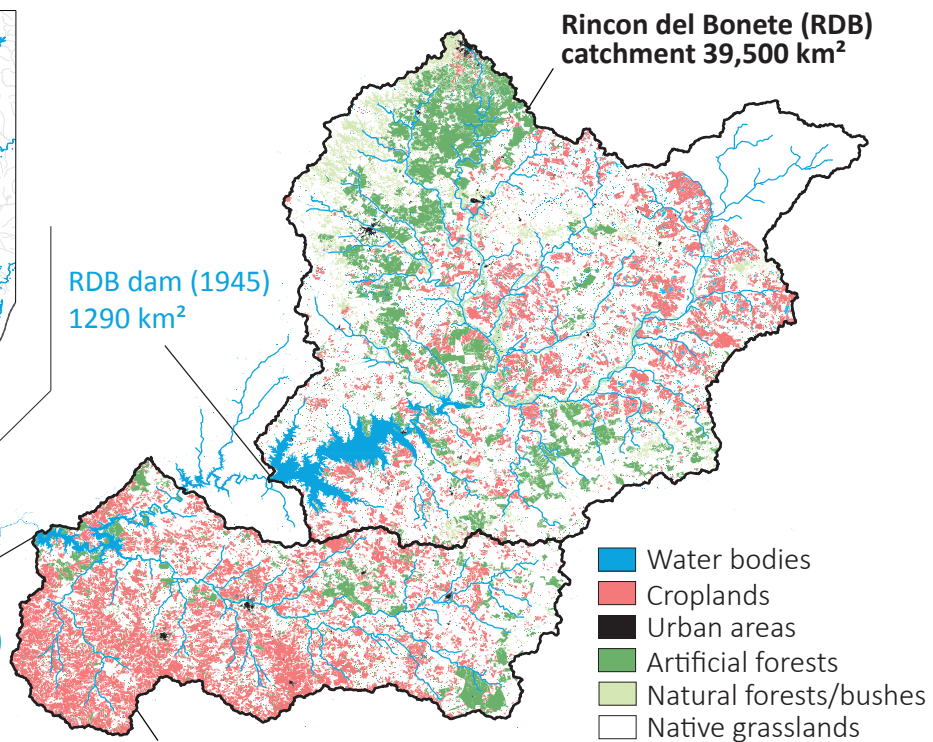 Rincon del Bonete (RDB)
catchment 39,500 km²
RDB dam (1945)
1290 km²
Water bodies
Croplands
Urban areas
Artificial forests
Natural forests/bushes
Native grasslands